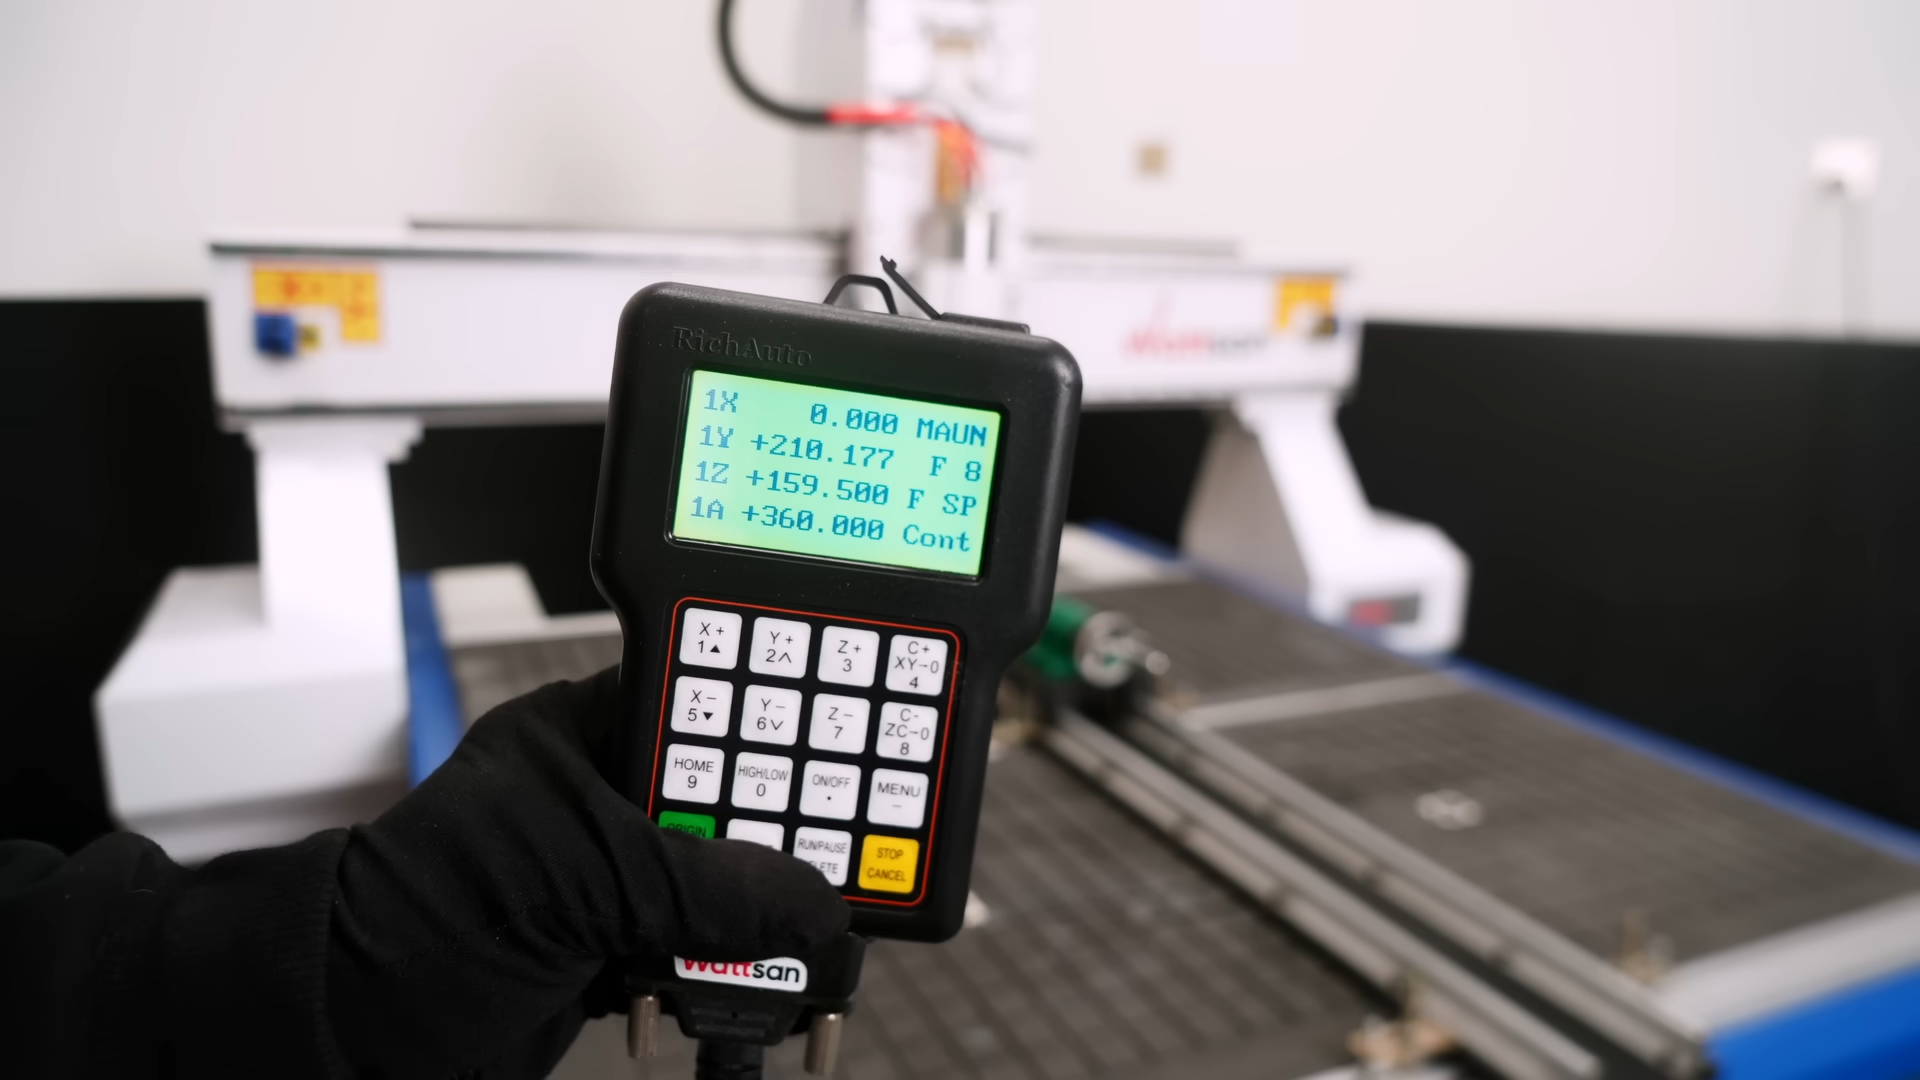 RichAuto
1X 0.000 MAUN
1Y +210.177 F 8
1Z +159.500 F SP
1A +360.000 Cont
X+ 1▲
Y+ 2∧
Z+ 3
C+ XY→0 4
X− 5▼
Y− 6∨
Z− 7
C- ZC→0 8
HOME 9
HIGH/LOW 0
ON/OFF •
MENU −
ORIGIN
RUN/PAUSE
STOP CANCEL
wattsan